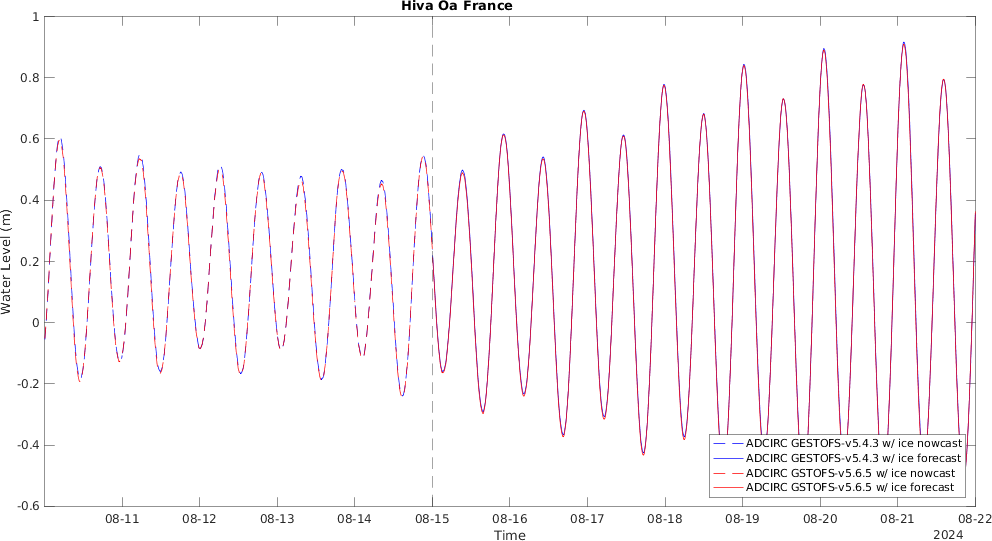 Hiva Oa France
1
0.8
0.6
0.4
0.2
0
-0.2
-0.4
-0.6
Water Level (m)
ADCIRC GESTOFS-v5.4.3 w/ ice nowcast
ADCIRC GESTOFS-v5.4.3 w/ ice forecast
ADCIRC GSTOFS-v5.6.5 w/ ice nowcast
ADCIRC GSTOFS-v5.6.5 w/ ice forecast
08-11 08-12 08-13 08-14 08-15 08-16 08-17 08-18 08-19 08-20 08-21 08-22
Time
2024